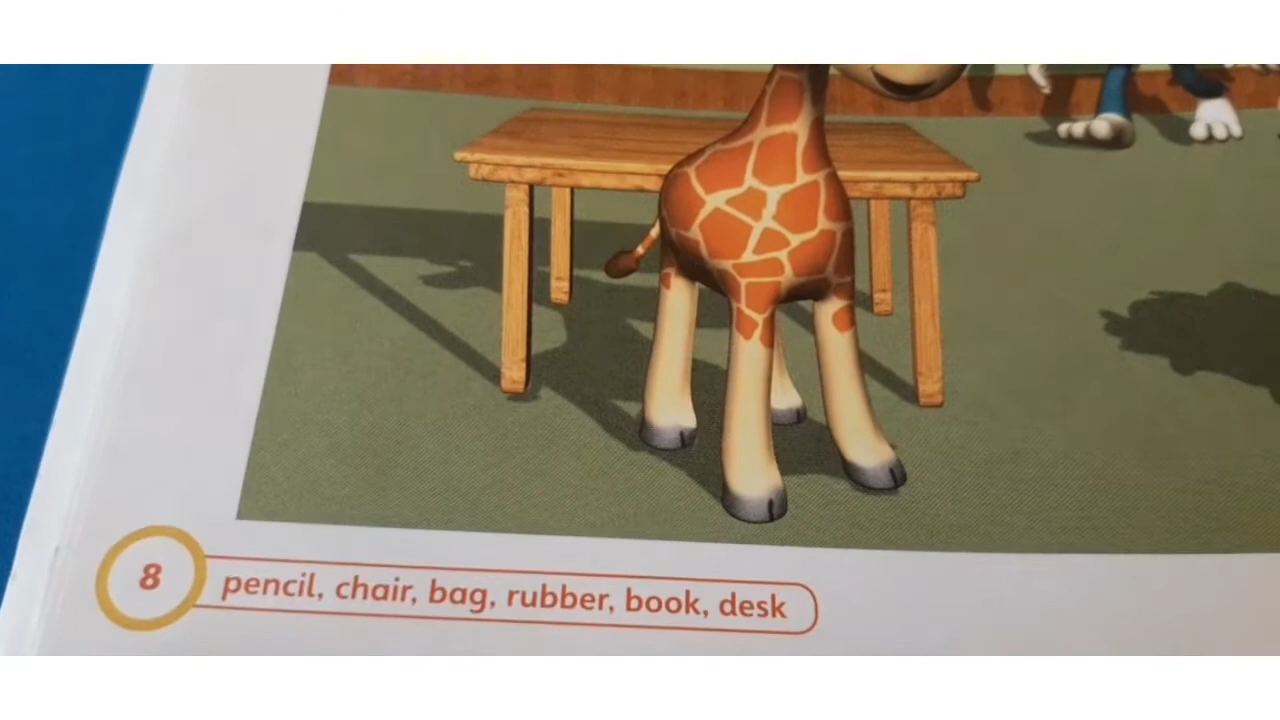 8 pencil, chair, bag, rubber, book, desk